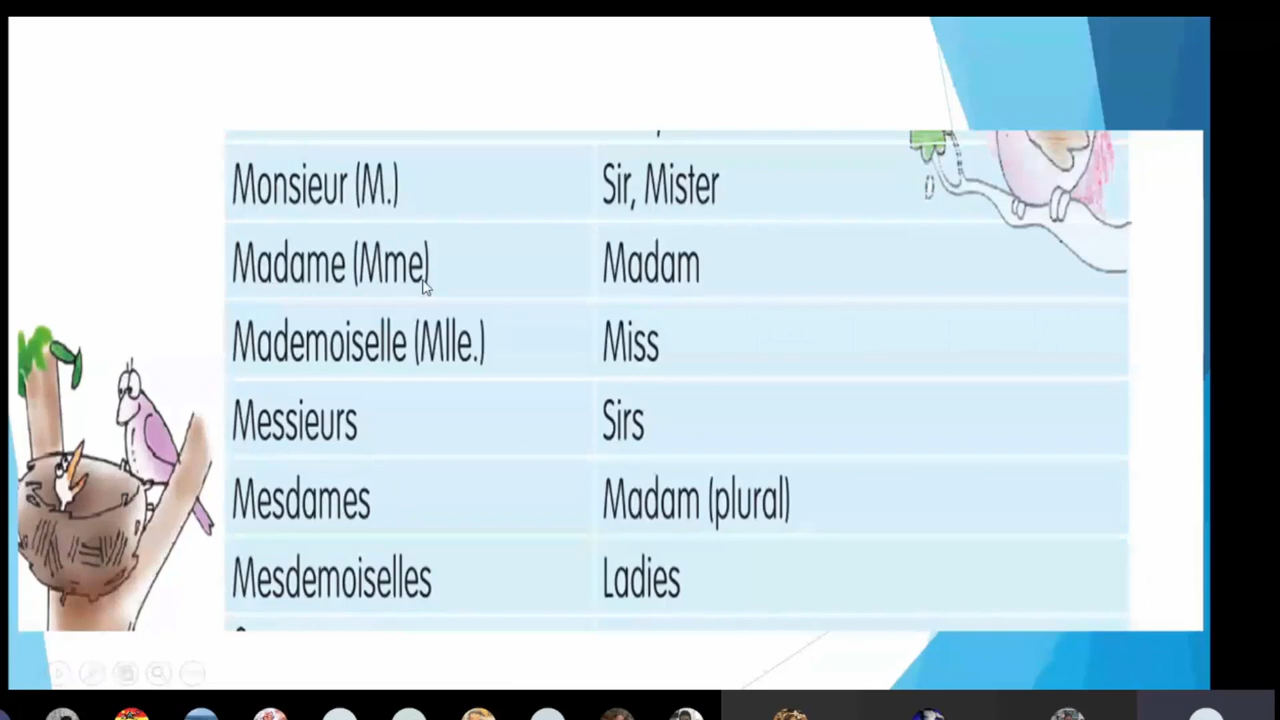 Monsieur (M.) Sir, Mister
Madame (Mme) Madam
Mademoiselle (Mlle.) Miss
Messieurs Sirs
Mesdames Madam (plural)
Mesdemoiselles Ladies